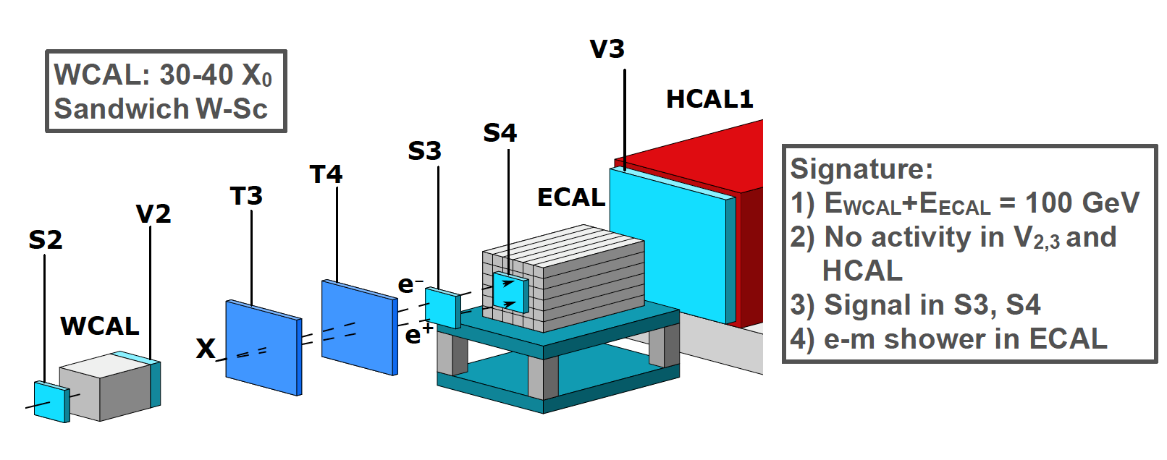 V3
WCAL: 30-40 X₀
Sandwich W-Sc
HCAL1
S4
S3
T4
T3
V2
S2
ECAL
WCAL
X
e⁻
e⁺
Signature:
1) E_WCAL+E_ECAL = 100 GeV
2) No activity in V₂,₃ and
HCAL
3) Signal in S3, S4
4) e-m shower in ECAL